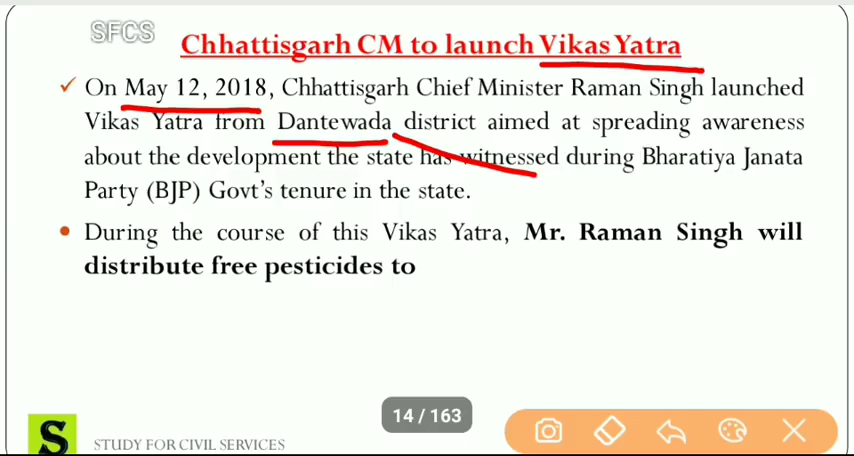 SFCS
Chhattisgarh CM to launch Vikas Yatra
✓ On May 12, 2018, Chhattisgarh Chief Minister Raman Singh launched
Vikas Yatra from Dantewada district aimed at spreading awareness
about the development the state has witnessed during Bharatiya Janata
Party (BJP) Govt's tenure in the state.
• During the course of this Vikas Yatra, Mr. Raman Singh will
distribute free pesticides to
14 / 163
S
STUDY FOR CIVIL SERVICES